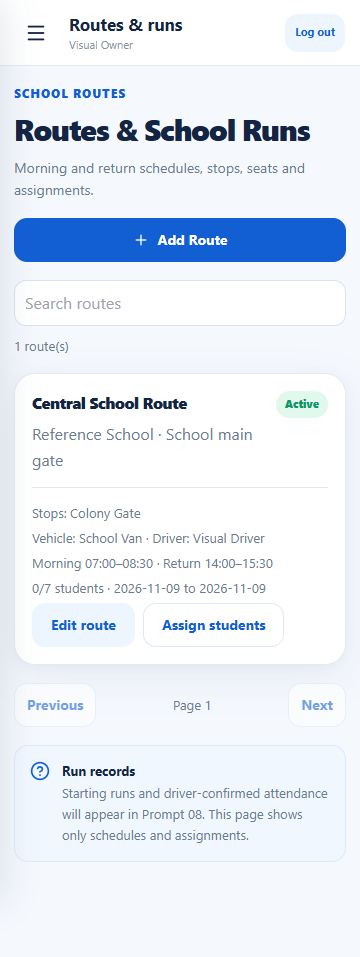 Routes & runs
Visual Owner
Log out
SCHOOL ROUTES
Routes & School Runs
Morning and return schedules, stops, seats and
assignments.
+ Add Route
Search routes
1 route(s)
Central School Route
Active
Reference School · School main
gate
Stops: Colony Gate
Vehicle: School Van · Driver: Visual Driver
Morning 07:00–08:30 · Return 14:00–15:30
0/7 students · 2026-11-09 to 2026-11-09
Edit route
Assign students
Previous
Page 1
Next
Run records
Starting runs and driver-confirmed attendance
will appear in Prompt 08. This page shows
only schedules and assignments.